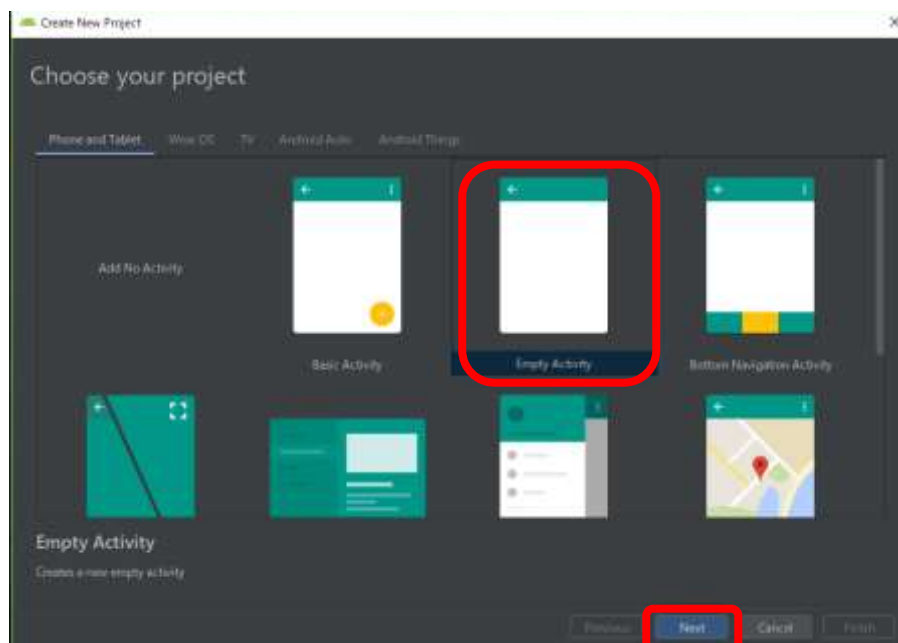 Create New Project
Choose your project
Phone and Tablet Wear OS TV Android Auto Android Things
Add No Activity
Basic Activity
Empty Activity
Bottom Navigation Activity
Empty Activity
Creates a new empty activity
Previous Next Cancel Finish